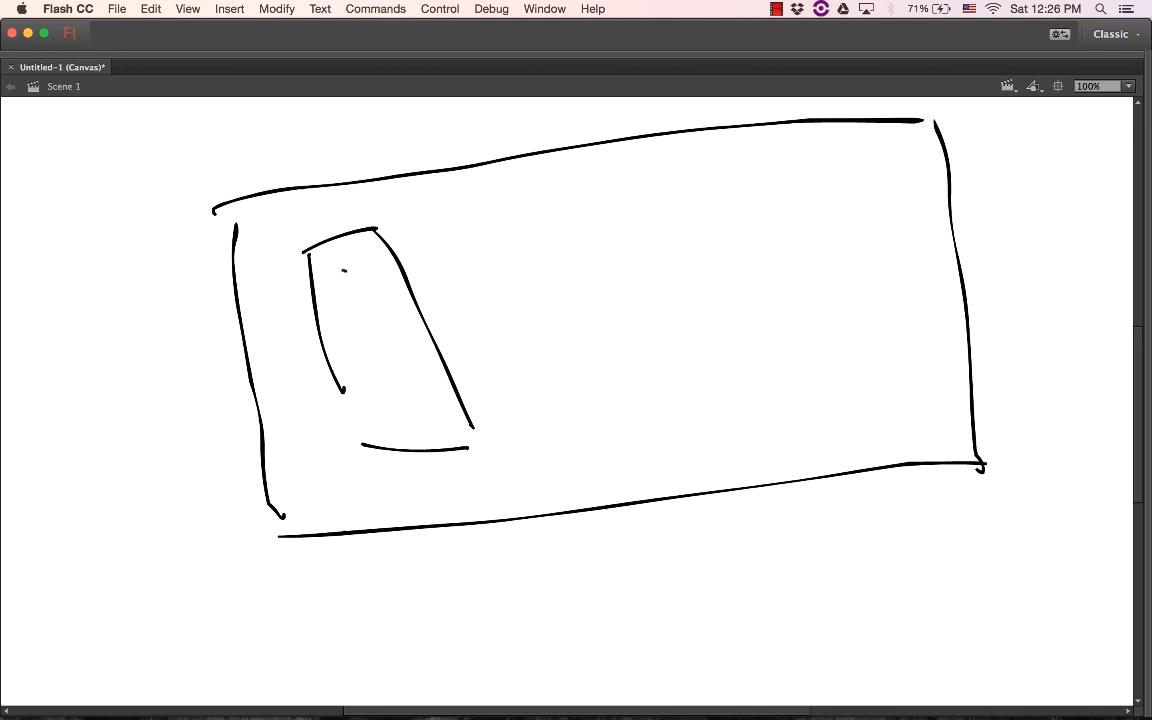 Flash CC File Edit View Insert Modify Text Commands Control Debug Window Help 71% Sat 12:26 PM
Fl Classic
× Untitled-1 (Canvas)*
Scene 1 100%